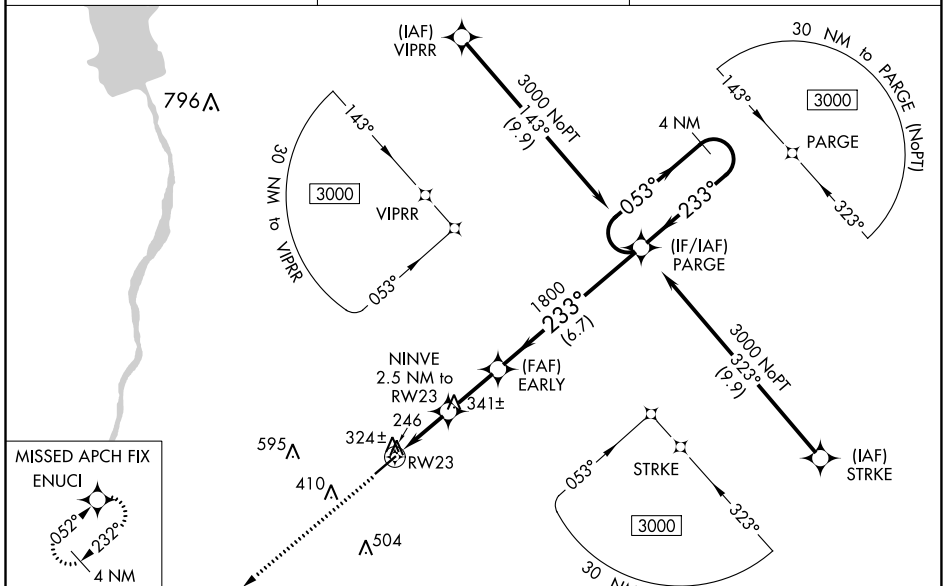 (IAF)
VIPRR
796
3000 NoPT
143°
(9.9)
30 NM to PARGE (NoPT)
143°
3000
PARGE
323°
4 NM
053°
233°
(IF/IAF)
PARGE
143°
30 NM to VIPRR
3000
VIPRR
053°
1800
233°
(6.7)
3000 NoPT
323°
(9.9)
(IAF)
STRKE
(FAF)
EARLY
NINVE
2.5 NM to
RW23
341±
246
324±
RW23
595
410
504
MISSED APCH FIX
ENUCI
052°
232°
4 NM
053°
STRKE
323°
3000
30 NM